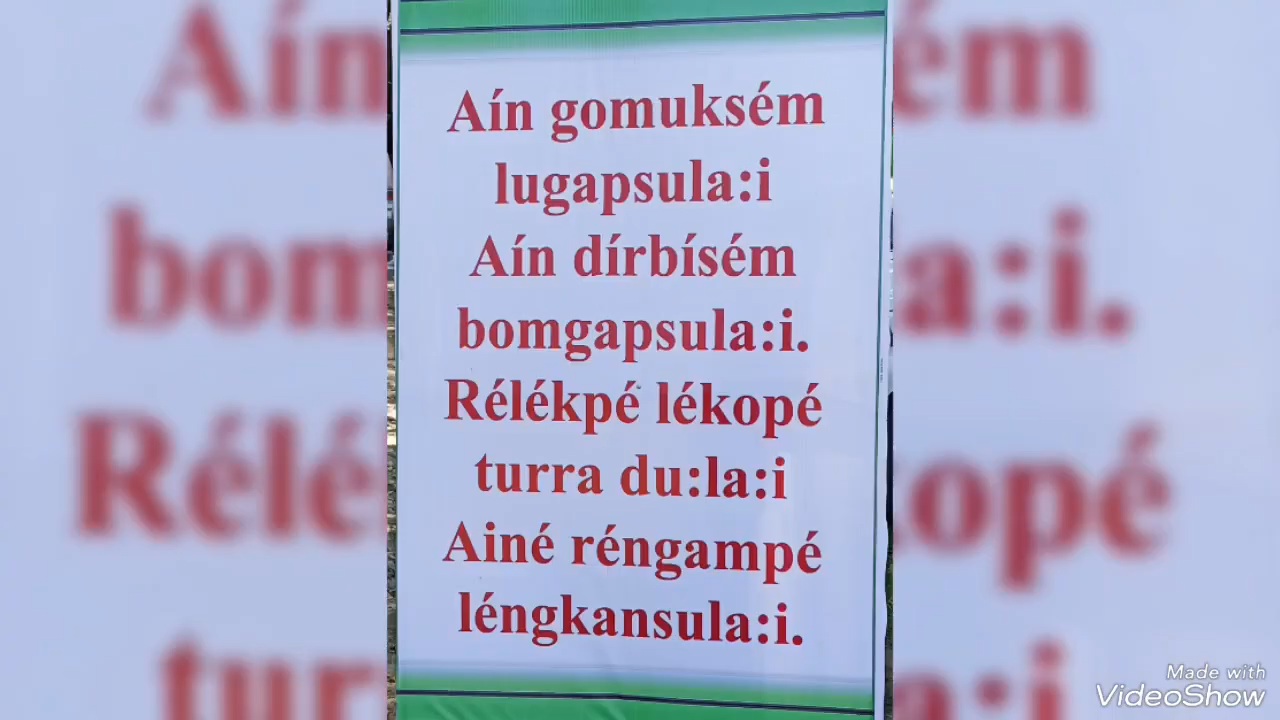 Aín gomuksém
lugapsula:i
Aín dírbísém
bomgapsula:i.
Rélékpé lékopé
turra du:la:i
Ainé réngampé
léngkansula:i.
Made with
VideoShow